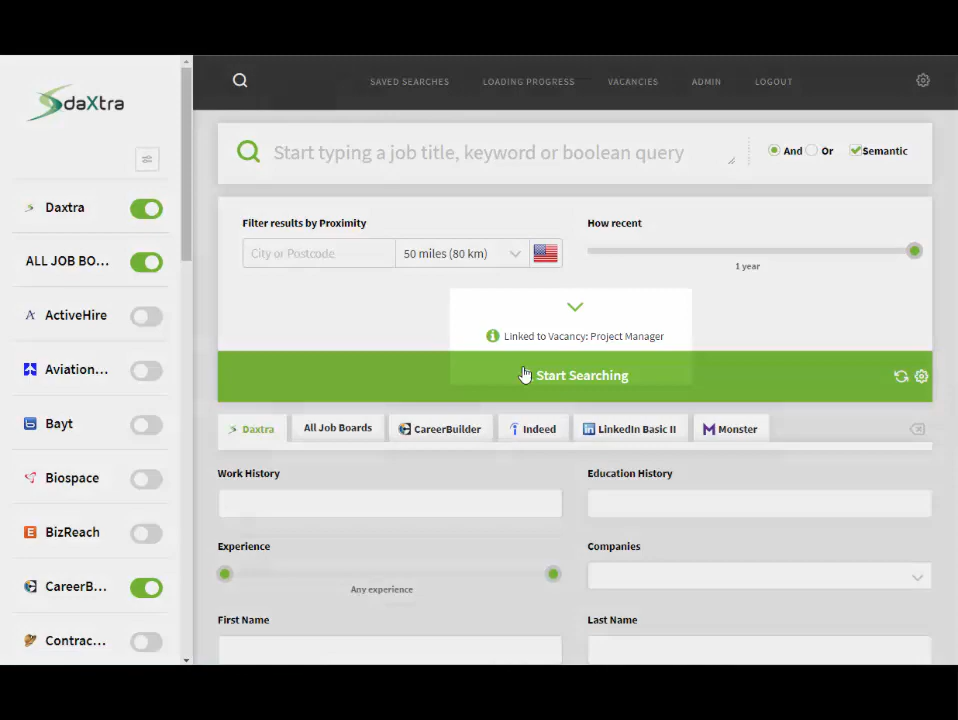 daXtra
SAVED SEARCHES LOADING PROGRESS VACANCIES ADMIN LOGOUT
Start typing a job title, keyword or boolean query
And Or Semantic
Daxtra
ALL JOB BO...
ActiveHire
Aviation...
Bayt
Biospace
BizReach
CareerB...
Contrac...
Filter results by Proximity
How recent
City or Postcode
50 miles (80 km)
1 year
Linked to Vacancy: Project Manager
Start Searching
Daxtra All Job Boards CareerBuilder Indeed LinkedIn Basic II Monster
Work History
Education History
Experience
Companies
Any experience
First Name
Last Name